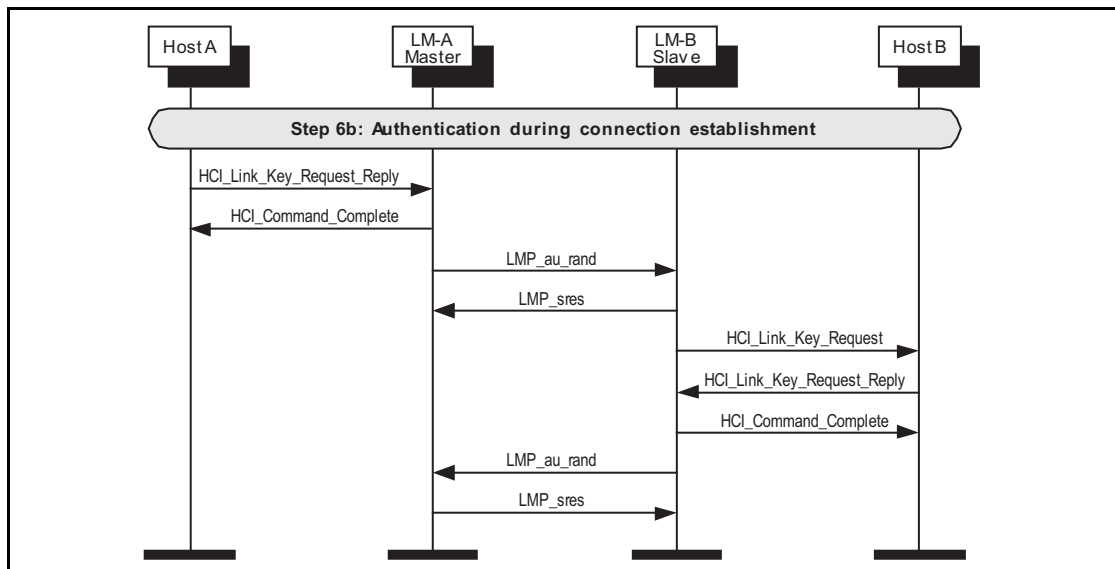 Host A
LM-A
Master
LM-B
Slave
Host B
Step 6b: Authentication during connection establishment
HCI_Link_Key_Request_Reply
HCI_Command_Complete
LMP_au_rand
LMP_sres
HCI_Link_Key_Request
HCI_Link_Key_Request_Reply
HCI_Command_Complete
LMP_au_rand
LMP_sres